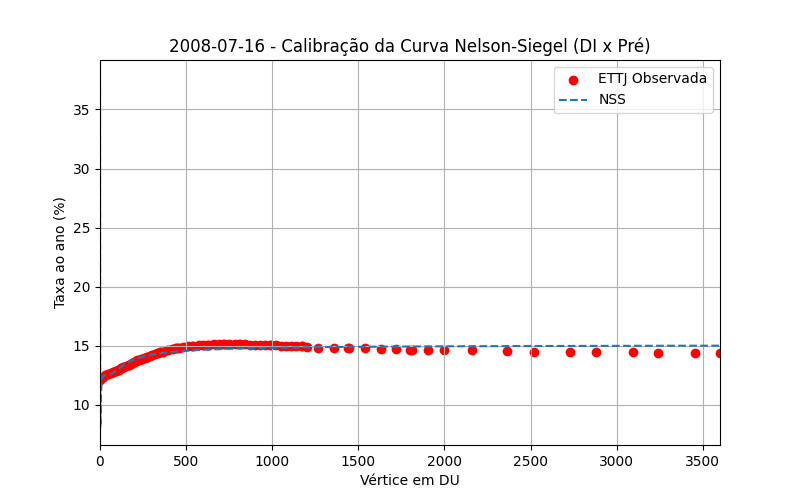 2008-07-16 - Calibração da Curva Nelson-Siegel (DI x Pré)
ETTJ Observada
NSS
Taxa ao ano (%)
35
30
25
20
15
10
0 500 1000 1500 2000 2500 3000 3500
Vértice em DU